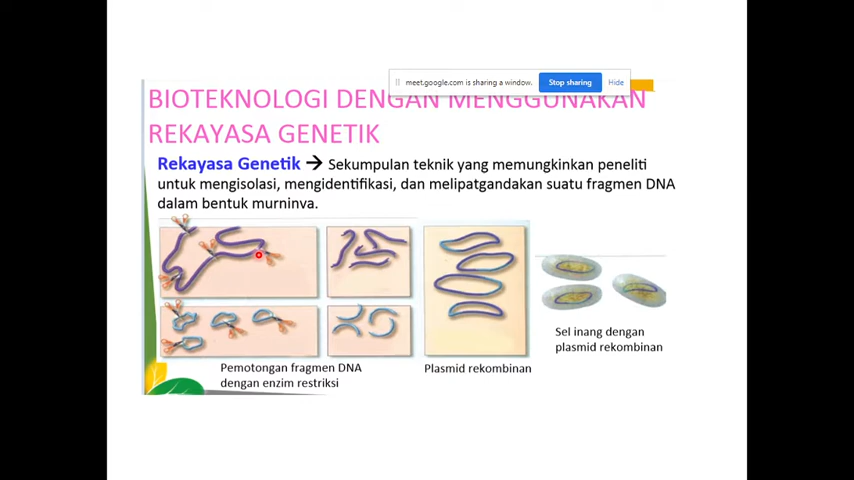 meet.google.com is sharing a window.
Stop sharing
Hide
BIOTEKNOLOGI DENGAN MENGGUNAKAN
REKAYASA GENETIK
Rekayasa Genetik → Sekumpulan teknik yang memungkinkan peneliti
untuk mengisolasi, mengidentifikasi, dan melipatgandakan suatu fragmen DNA
dalam bentuk murninya.
Sel inang dengan
plasmid rekombinan
Pemotongan fragmen DNA
dengan enzim restriksi
Plasmid rekombinan